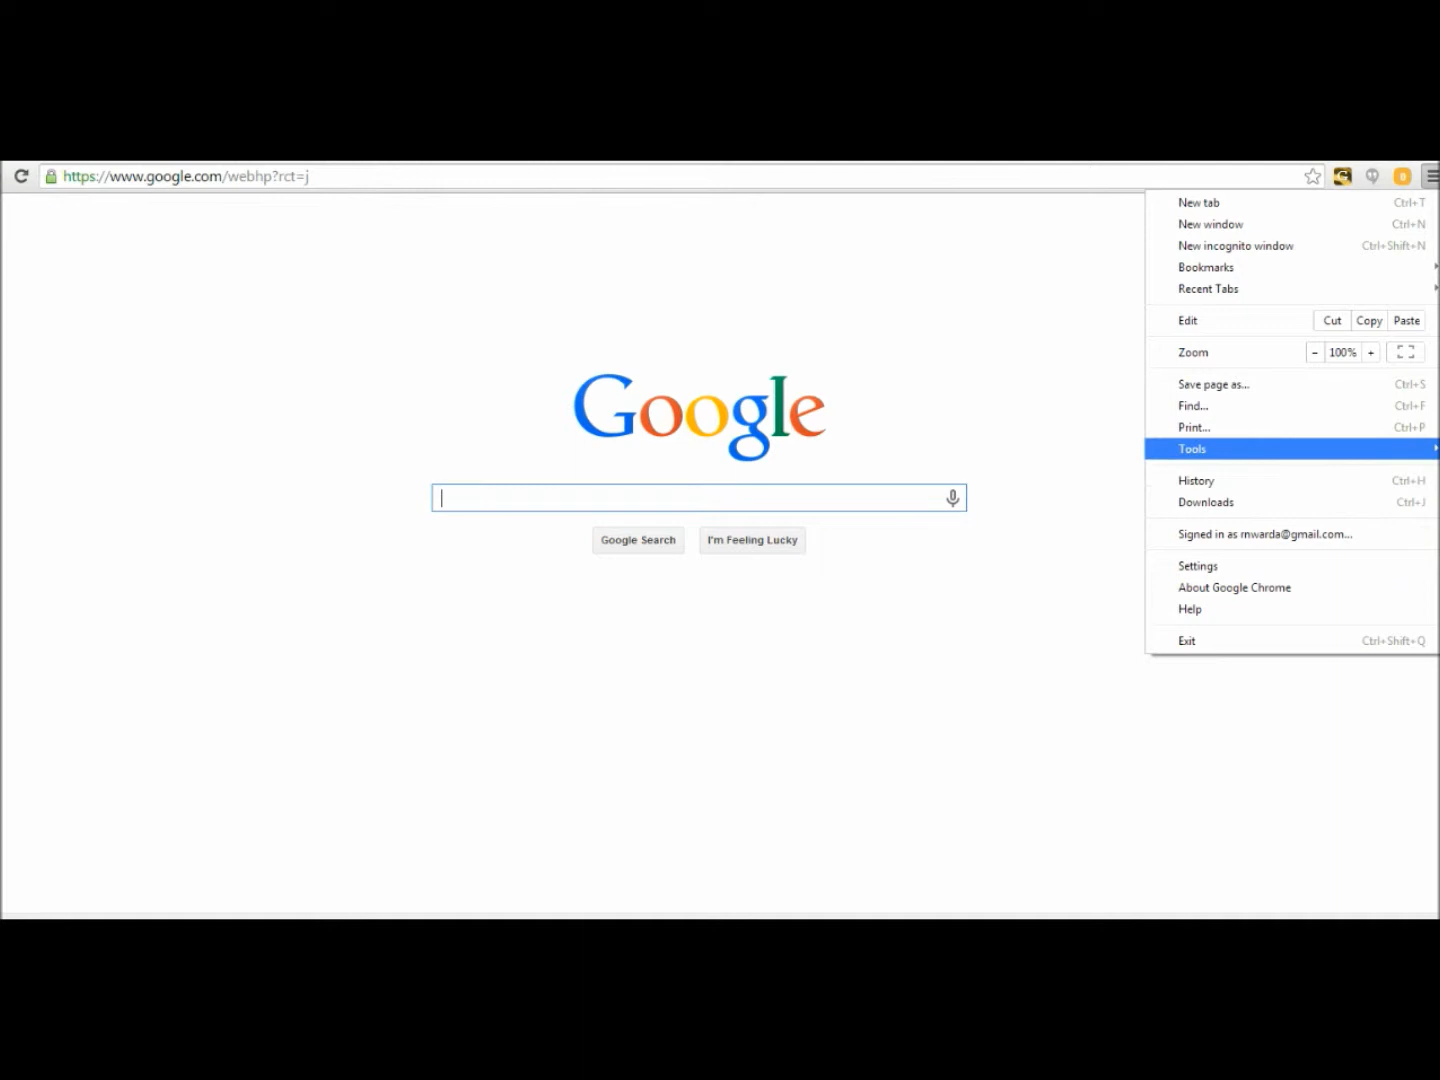 https://www.google.com/webhp?rct=j
New tab Ctrl+T
New window Ctrl+N
New incognito window Ctrl+Shift+N
Bookmarks
Recent Tabs
Edit Cut Copy Paste
Zoom − 100% +
Save page as... Ctrl+S
Find... Ctrl+F
Print... Ctrl+P
Tools
History Ctrl+H
Downloads Ctrl+J
Signed in as rnwarda@gmail.com...
Settings
About Google Chrome
Help
Exit Ctrl+Shift+Q
Google
Google Search I'm Feeling Lucky